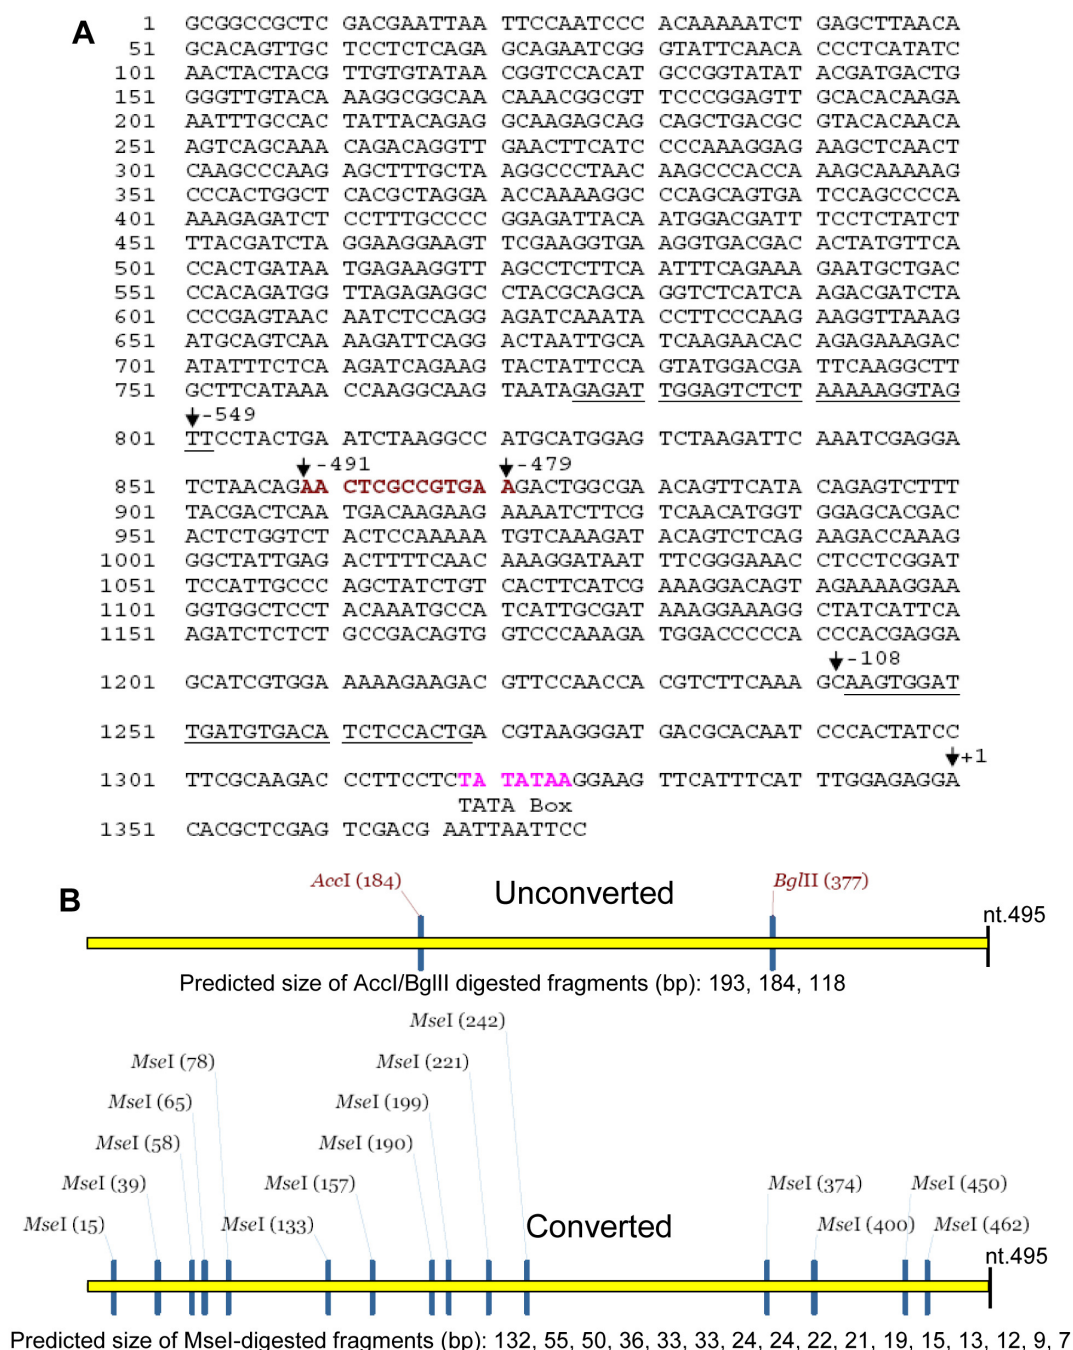 A
1 GCGGCCGCTC GACGAATTAA TTCCAATCCC ACAAAAATCT GAGCTTAACA
51 GCACAGTTGC TCCTCTCAGA GCAGAATCGG GTATTCAACA CCCTCATATC
101 AACTACTACG TTGTGTATAA CGGTCCACAT GCCGGTATAT ACGATGACTG
151 GGGTTGTACA AAGGCGGCAA CAAACGGCGT TCCCGGAGTT GCACACAAGA
201 AATTTGCCAC TATTACAGAG GCAAGAGCAG CAGCTGACGC GTACACAACA
251 AGTCAGCAAA CAGACAGGTT GAACTTCATC CCCAAAGGAG AAGCTCAACT
301 CAAGCCCAAG AGCTTTGCTA AGGCCCTAAC AAGCCCACCA AAGCAAAAAG
351 CCCACTGGCT CACGCTAGGA ACCAAAAGGC CCAGCAGTGA TCCAGCCCCA
401 AAAGAGATCT CCTTTGCCCC GGAGATTACA ATGGACGATT TCCTCTATCT
451 TTACGATCTA GGAAGGAAGT TCGAAGGTGA AGGTGACGAC ACTATGTTCA
501 CCACTGATAA TGAGAAGGTT AGCCTCTTCA ATTTCAGAAA GAATGCTGAC
551 CCACAGATGG TTAGAGAGGC CTACGCAGCA GGTCTCATCA AGACGATCTA
601 CCCGAGTAAC AATCTCCAGG AGATCAAATA CCTTCCCAAG AAGGTTAAAG
651 ATGCAGTCAA AAGATTCAGG ACTAATTGCA TCAAGAACAC AGAGAAAGAC
701 ATATTTCTCA AGATCAGAAG TACTATTCCA GTATGGACGA TTCAAGGCTT
751 GCTTCATAAA CCAAGGCAAG TAATAGAGAT TGGAGTCTCT AAAAAGGTAG
-549
801 TTCCTACTGA ATCTAAGGCC ATGCATGGAG TCTAAGATTC AAATCGAGGA
-491 -479
851 TCTAACAGAA CTCGCCGTGA AGACTGGCGA ACAGTTCATA CAGAGTCTTT
901 TACGACTCAA TGACAAGAAG AAAATCTTCG TCAACATGGT GGAGCACGAC
951 ACTCTGGTCT ACTCCAAAAA TGTCAAAGAT ACAGTCTCAG AAGACCAAAG
1001 GGCTATTGAG ACTTTTCAAC AAAGGATAAT TTCGGGAAAC CTCCTCGGAT
1051 TCCATTGCCC AGCTATCTGT CACTTCATCG AAAGGACAGT AGAAAAGGAA
1101 GGTGGCTCCT ACAAATGCCA TCATTGCGAT AAAGGAAAGG CTATCATTCA
1151 AGATCTCTCT GCCGACAGTG GTCCCAAAGA TGGACCCCCA CCCACGAGGA
-108
1201 GCATCGTGGA AAAAGAAGAC GTTCCAACCA CGTCTTCAAA GCAAGTGGAT
1251 TGATGTGACA TCTCCACTGA CGTAAGGGAT GACGCACAAT CCCACTATCC
+1
1301 TTCGCAAGAC CCTTCCTCTA TATAAGGAAG TTCATTTCAT TTGGAGAGGA
TATA Box
1351 CACGCTCGAG TCGACG AATTAATTCC
B
AccI (184) Unconverted BglII (377)
nt.495
Predicted size of AccI/BglII digested fragments (bp): 193, 184, 118
MseI (242)
MseI (78) MseI (221)
MseI (65) MseI (199)
MseI (58) MseI (190)
MseI (39) MseI (157) MseI (374) MseI (450)
MseI (15) MseI (133) Converted MseI (400) MseI (462)
nt.495
Predicted size of MseI-digested fragments (bp): 132, 55, 50, 36, 33, 33, 24, 24, 22, 21, 19, 15, 13, 12, 9, 7